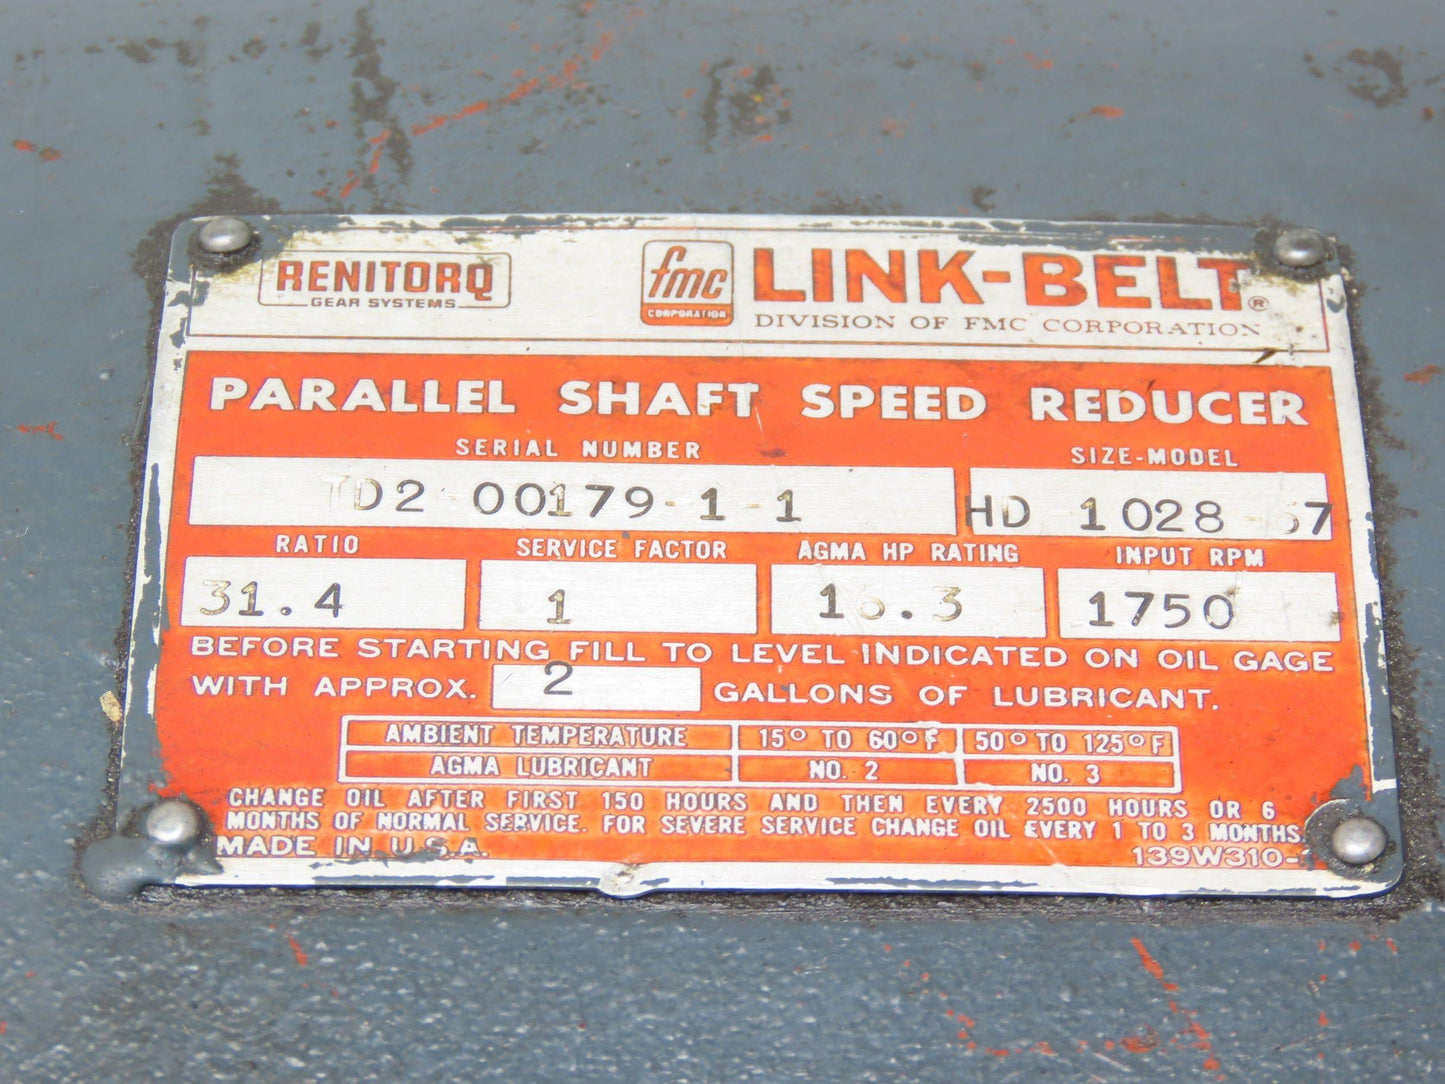 RENITORQ
GEAR SYSTEMS
fmc
CORPORATION
LINK-BELT®
DIVISION OF FMC CORPORATION
PARALLEL SHAFT SPEED REDUCER
SERIAL NUMBER SIZE-MODEL
00179-1-1 HD 1028
RATIO SERVICE FACTOR AGMA HP RATING INPUT RPM
31.4 1 16.3 1750
BEFORE STARTING FILL TO LEVEL INDICATED ON OIL GAGE
WITH APPROX. 2 GALLONS OF LUBRICANT.
AMBIENT TEMPERATURE 15° TO 60°F 50° TO 125°F
AGMA LUBRICANT NO. 2 NO. 3
CHANGE OIL AFTER FIRST 150 HOURS AND THEN EVERY 2500 HOURS OR 6
MONTHS OF NORMAL SERVICE. FOR SEVERE SERVICE CHANGE OIL EVERY 1 TO 3 MONTHS.
MADE IN U.S.A.